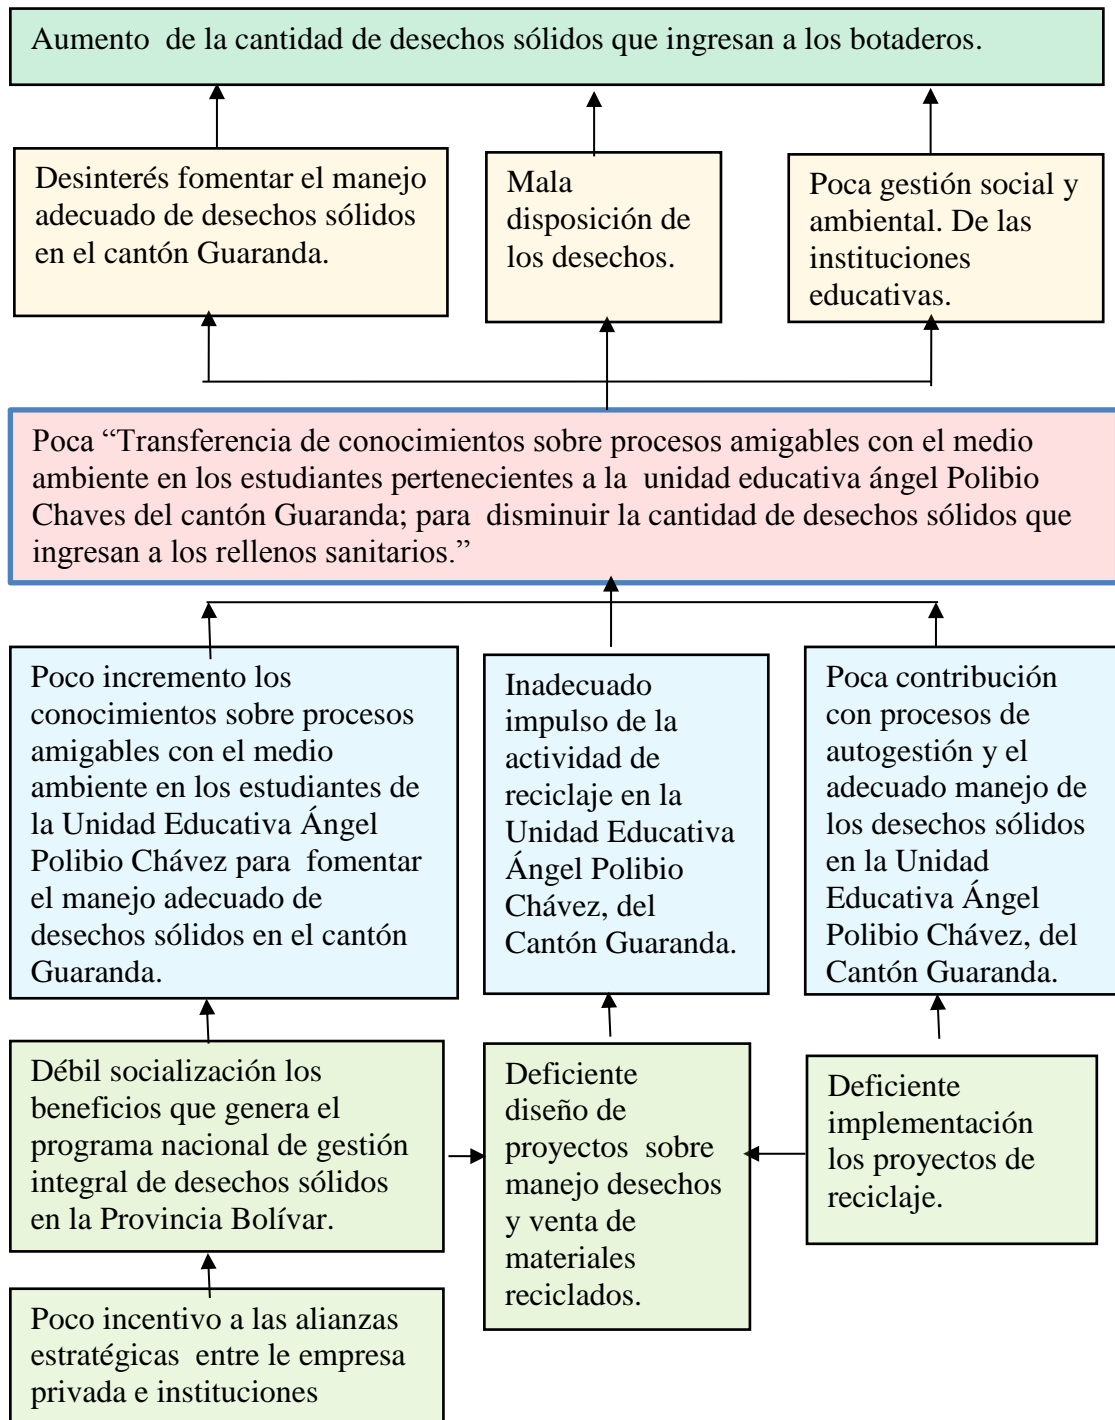 Aumento de la cantidad de desechos sólidos que ingresan a los botaderos.
Desinterés fomentar el manejo
adecuado de desechos sólidos
en el cantón Guaranda.
Mala
disposición de
los desechos.
Poca gestión social y
ambiental. De las
instituciones
educativas.
Poca “Transferencia de conocimientos sobre procesos amigables con el medio
ambiente en los estudiantes pertenecientes a la unidad educativa ángel Polibio
Chaves del cantón Guaranda; para disminuir la cantidad de desechos sólidos que
ingresan a los rellenos sanitarios.”
Poco incremento los
conocimientos sobre procesos
amigables con el medio
ambiente en los estudiantes de
la Unidad Educativa Ángel
Polibio Chávez para fomentar
el manejo adecuado de
desechos sólidos en el cantón
Guaranda.
Inadecuado
impulso de la
actividad de
reciclaje en la
Unidad Educativa
Ángel Polibio
Chávez, del
Cantón Guaranda.
Poca contribución
con procesos de
autogestión y el
adecuado manejo de
los desechos sólidos
en la Unidad
Educativa Ángel
Polibio Chávez, del
Cantón Guaranda.
Débil socialización los
beneficios que genera el
programa nacional de gestión
integral de desechos sólidos
en la Provincia Bolívar.
Deficiente
diseño de
proyectos sobre
manejo desechos
y venta de
materiales
reciclados.
Deficiente
implementación
los proyectos de
reciclaje.
Poco incentivo a las alianzas
estratégicas entre le empresa
privada e instituciones